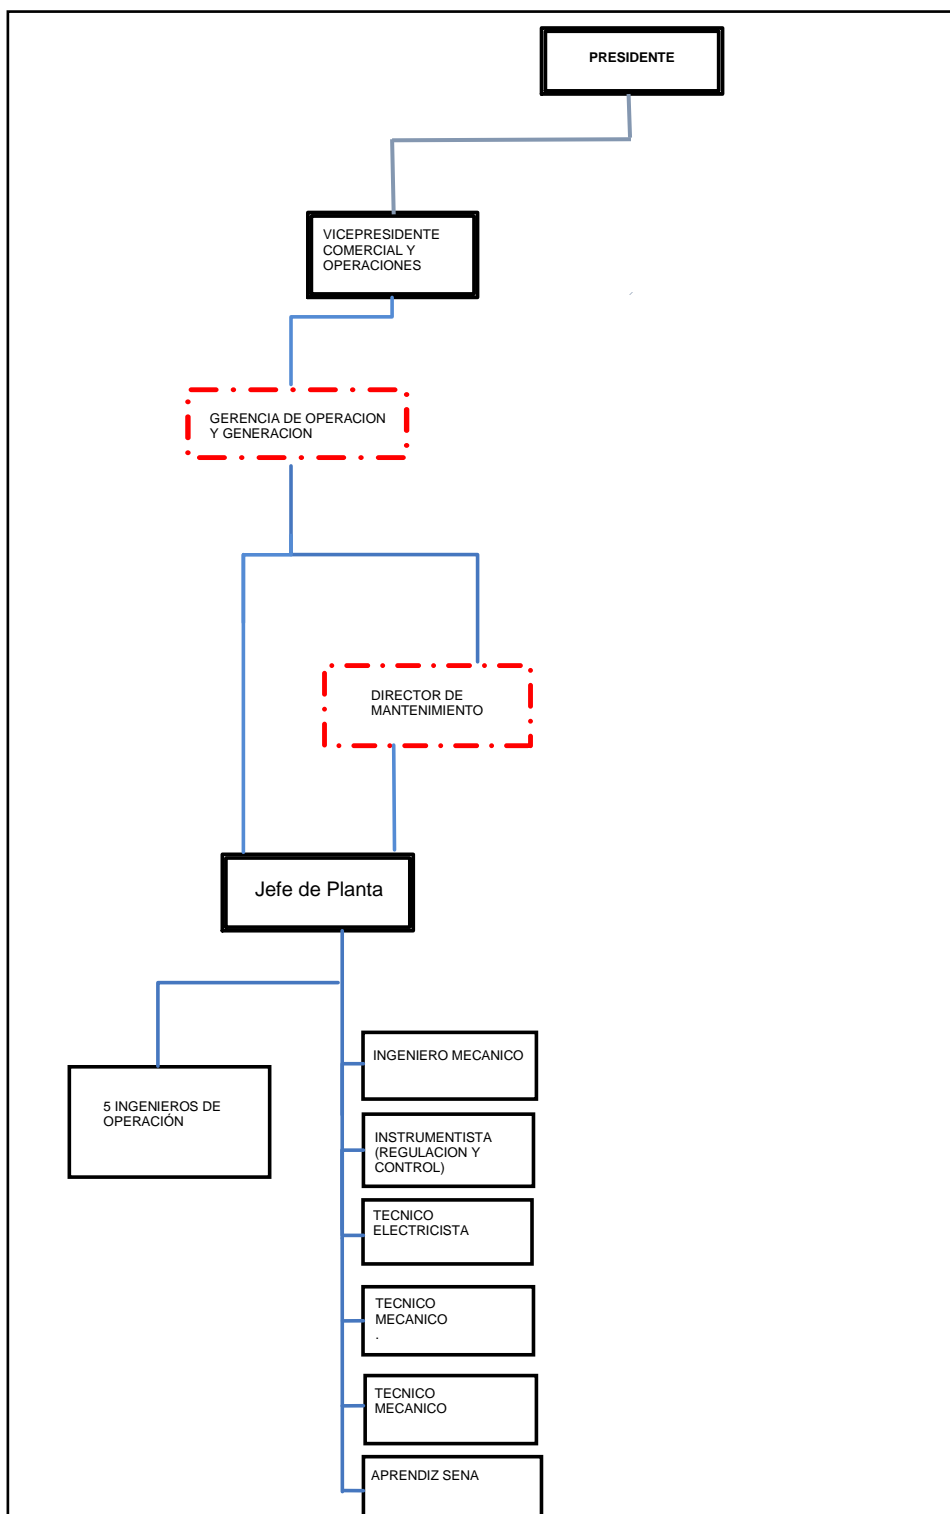 PRESIDENTE
VICEPRESIDENTE
COMERCIAL Y
OPERACIONES
GERENCIA DE OPERACION
Y GENERACION
DIRECTOR DE
MANTENIMIENTO
Jefe de Planta
5 INGENIEROS DE
OPERACIÓN
INGENIERO MECANICO
INSTRUMENTISTA
(REGULACION Y
CONTROL)
TECNICO
ELECTRICISTA
TECNICO
MECANICO
.
TECNICO
MECANICO
APRENDIZ SENA